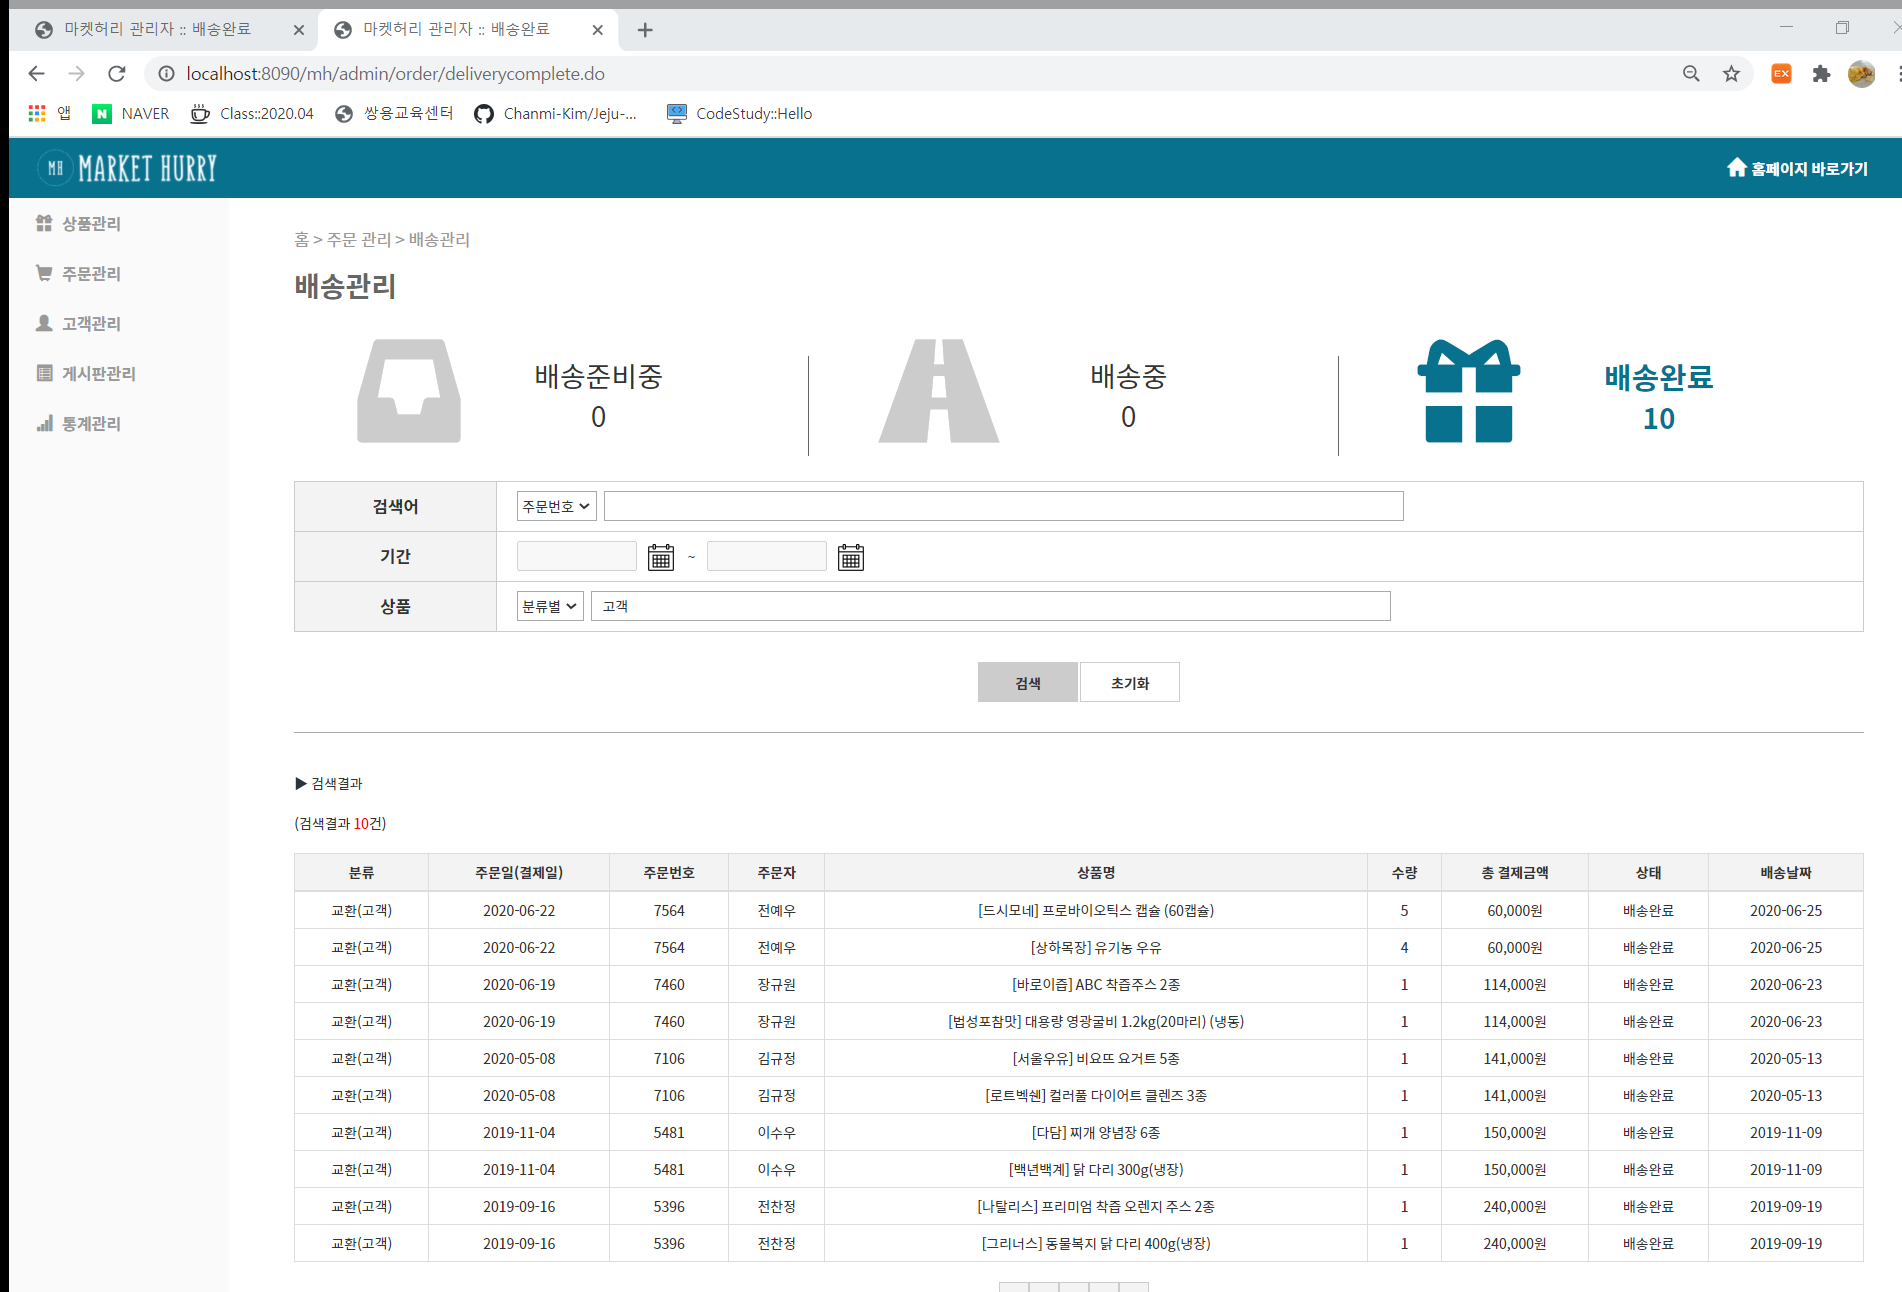 마켓허리 관리자 :: 배송완료
마켓허리 관리자 :: 배송완료
localhost:8090/mh/admin/order/deliverycomplete.do
EX
앱 N NAVER Class::2020.04 쌍용교육센터 Chanmi-Kim/Jeju-... CodeStudy::Hello
MH MARKET HURRY
홈페이지 바로가기
상품관리
주문관리
고객관리
게시판관리
통계관리
홈 > 주문 관리 > 배송관리
배송관리
배송준비중
0
배송중
0
배송완료
10
검색어 주문번호
기간 ~
상품 분류별 고객
검색 초기화
▶ 검색결과
(검색결과 10건)
분류 주문일(결제일) 주문번호 주문자 상품명 수량 총 결제금액 상태 배송날짜
교환(고객) 2020-06-22 7564 전예우 [드시모네] 프로바이오틱스 캡슐 (60캡슐) 5 60,000원 배송완료 2020-06-25
교환(고객) 2020-06-22 7564 전예우 [상하목장] 유기농 우유 4 60,000원 배송완료 2020-06-25
교환(고객) 2020-06-19 7460 장규원 [바로이즙] ABC 착즙주스 2종 1 114,000원 배송완료 2020-06-23
교환(고객) 2020-06-19 7460 장규원 [법성포참맛] 대용량 영광굴비 1.2kg(20마리) (냉동) 1 114,000원 배송완료 2020-06-23
교환(고객) 2020-05-08 7106 김규정 [서울우유] 비요뜨 요거트 5종 1 141,000원 배송완료 2020-05-13
교환(고객) 2020-05-08 7106 김규정 [로트벡쉔] 컬러풀 다이어트 클렌즈 3종 1 141,000원 배송완료 2020-05-13
교환(고객) 2019-11-04 5481 이수우 [다담] 찌개 양념장 6종 1 150,000원 배송완료 2019-11-09
교환(고객) 2019-11-04 5481 이수우 [백년백계] 닭 다리 300g(냉장) 1 150,000원 배송완료 2019-11-09
교환(고객) 2019-09-16 5396 전찬정 [나탈리스] 프리미엄 착즙 오렌지 주스 2종 1 240,000원 배송완료 2019-09-19
교환(고객) 2019-09-16 5396 전찬정 [그리너스] 동물복지 닭 다리 400g(냉장) 1 240,000원 배송완료 2019-09-19